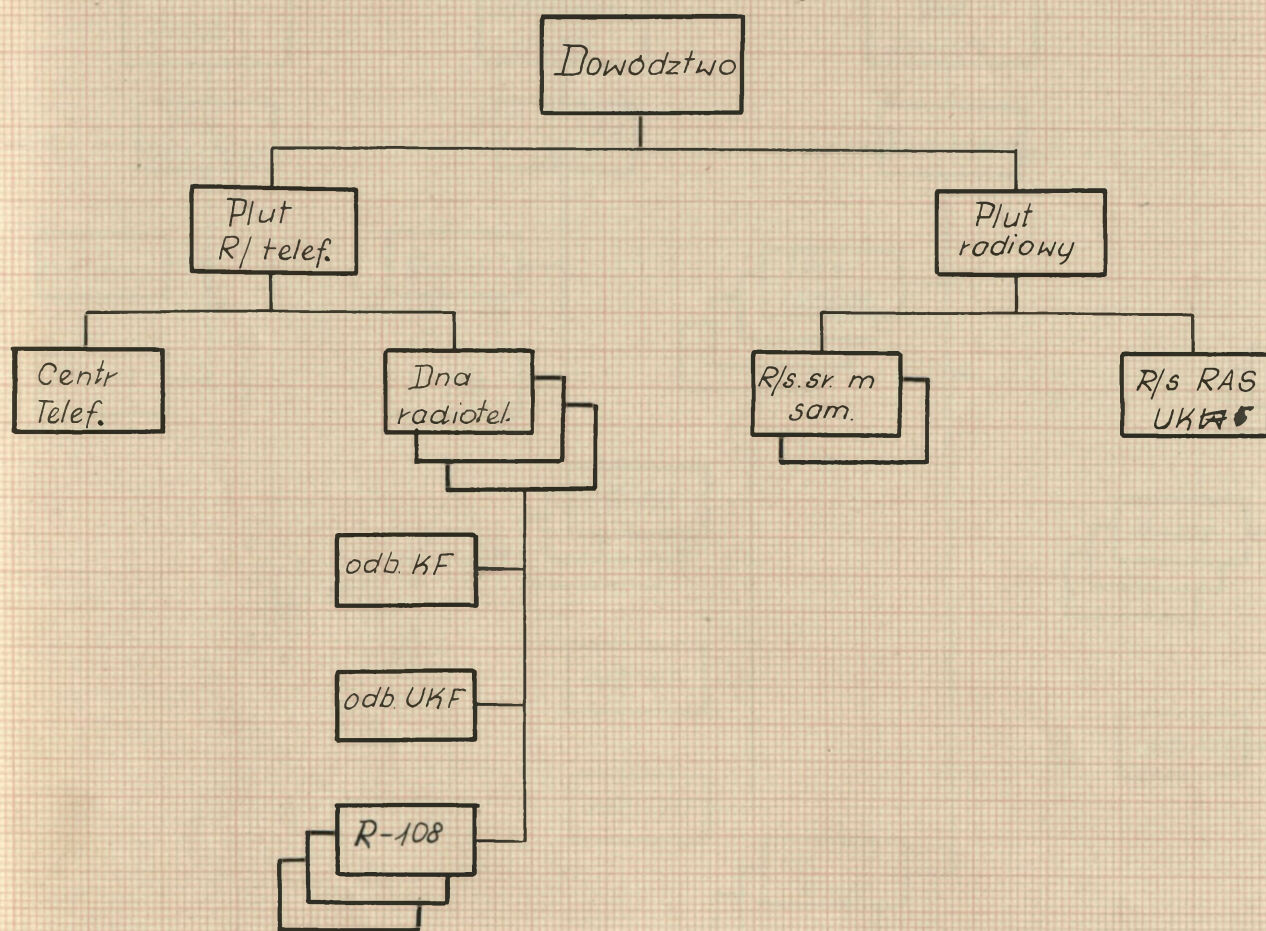 Dowództwo
Plut
R/telef.
Plut
radiowy
Centr
Telef.
Dna
radiotel.
R/s.sr. m
sam.
R/s RAS
odb. KF
odb. UKF
R-108